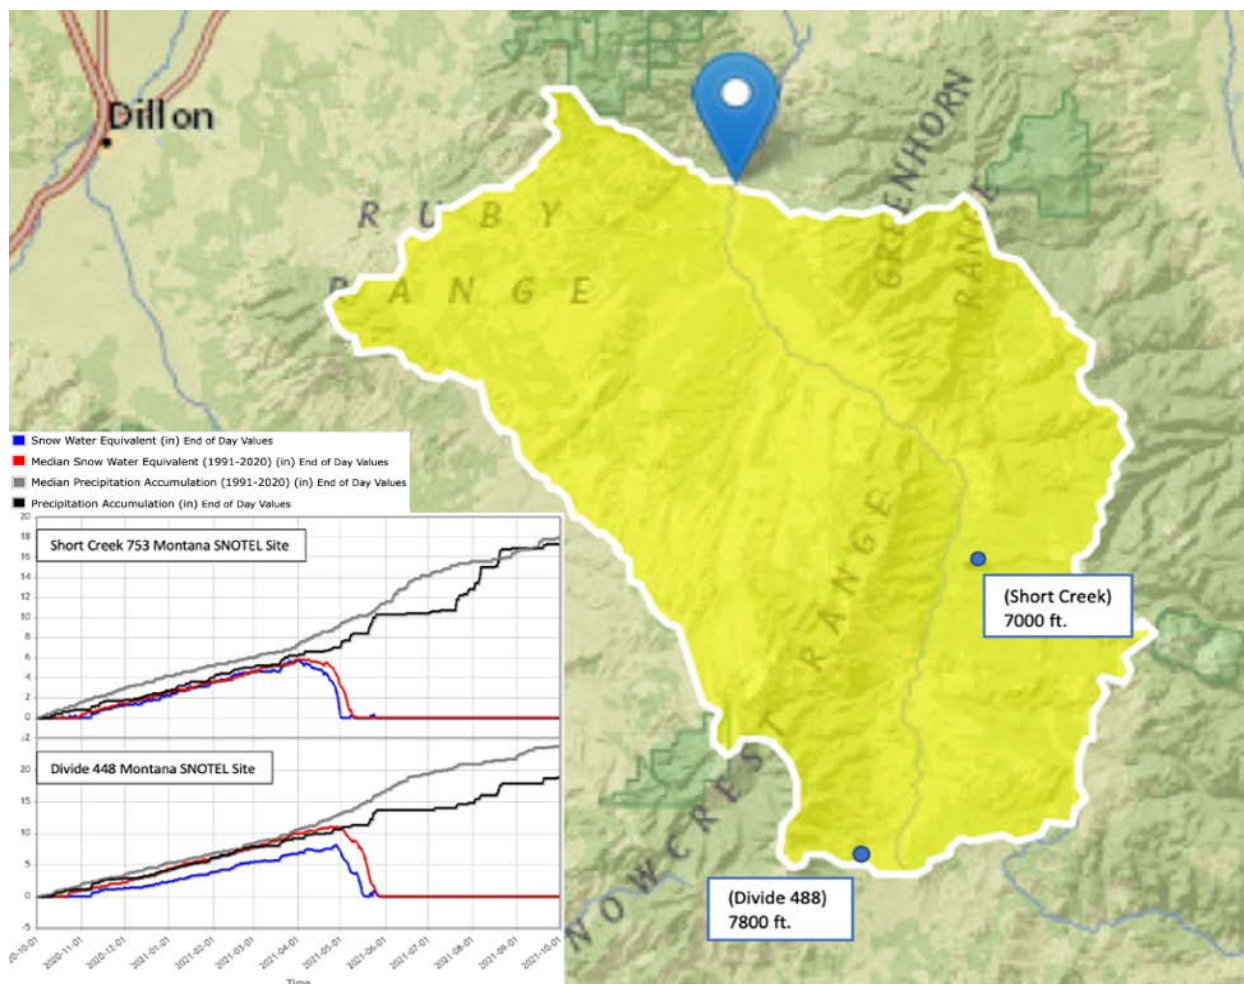 Dillon
RUBY
RANGE
GREENHORN
RANGE
Snow Water Equivalent (in) End of Day Values
Median Snow Water Equivalent (1991-2020) (in) End of Day Values
Median Precipitation Accumulation (1991-2020) (in) End of Day Values
Precipitation Accumulation (in) End of Day Values
20
Short Creek 753 Montana SNOTEL Site
18
16
14
12
10
8
6
4
2
0
Divide 448 Montana SNOTEL Site
20
15
10
5
0
-5
2020-11-01
2020-12-01
2021-01-01
2021-02-01
2021-03-01
2021-04-01
2021-05-01
2021-06-01
2021-07-01
2021-08-01
2021-09-01
2021-10-01
(Short Creek)
7000 ft.
NOWCREST RANGE
(Divide 488)
7800 ft.